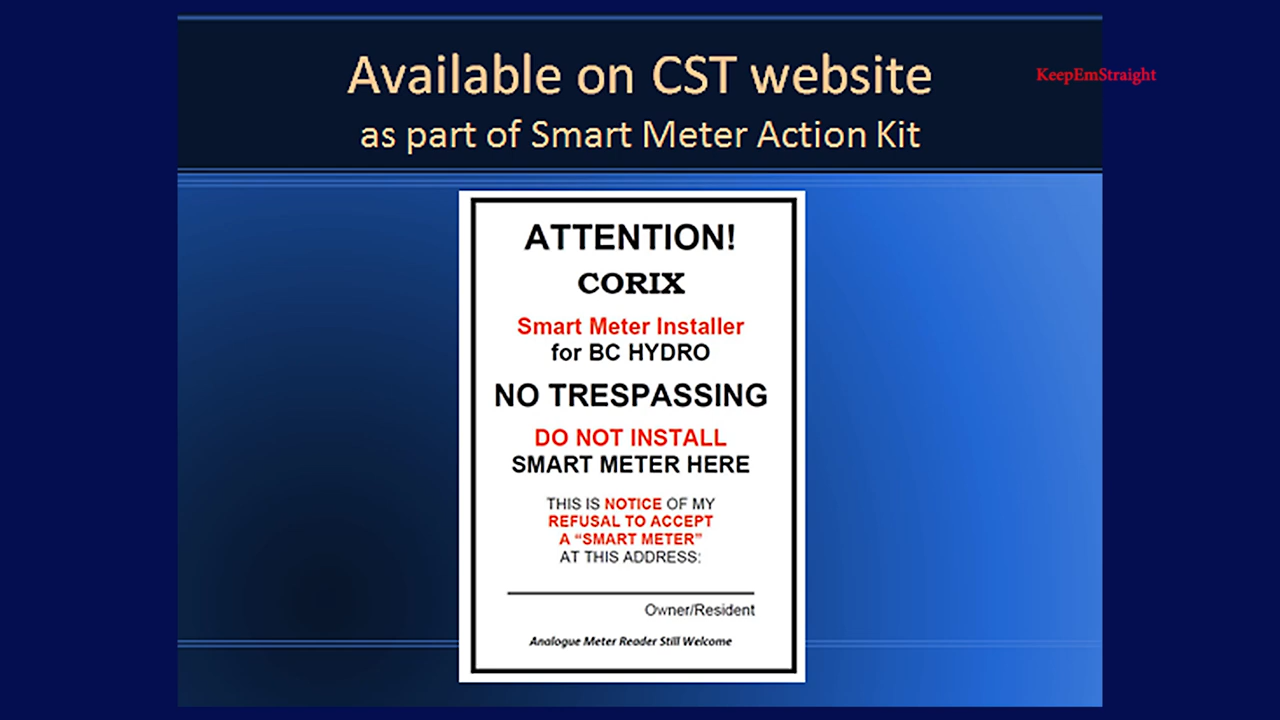 Available on CST website
KeepEmStraight
as part of Smart Meter Action Kit
ATTENTION!
CORIX
Smart Meter Installer
for BC HYDRO
NO TRESPASSING
DO NOT INSTALL
SMART METER HERE
THIS IS NOTICE OF MY
REFUSAL TO ACCEPT
A “SMART METER”
AT THIS ADDRESS:
Owner/Resident
Analogue Meter Reader Still Welcome